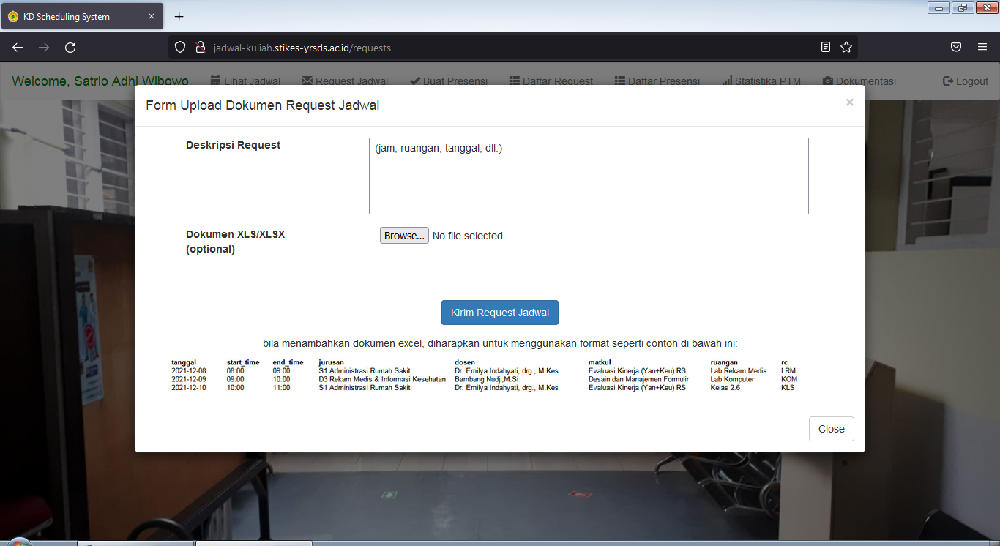 KD Scheduling System
jadwal-kuliah.stikes-yrsds.ac.id/requests
Welcome, Satrio Adhi Wibowo Lihat Jadwal Request Jadwal Buat Presensi Daftar Request Daftar Presensi Statistika PTM Dokumentasi Logout
Form Upload Dokumen Request Jadwal ×
Deskripsi Request (jam, ruangan, tanggal, dll.)
Dokumen XLS/XLSX Browse... No file selected.
(optional)
Kirim Request Jadwal
bila menambahkan dokumen excel, diharapkan untuk menggunakan format seperti contoh di bawah ini:
tanggal start_time end_time jurusan dosen matkul ruangan rc
2021-12-08 08:00 09:00 S1 Administrasi Rumah Sakit Dr. Emilya Indahyati, drg., M.Kes Evaluasi Kinerja (Yan+Keu) RS Lab Rekam Medis LRM
2021-12-09 09:00 10:00 D3 Rekam Medis & Informasi Kesehatan Bambang Nudji,M.Si Desain dan Manajemen Formulir Lab Komputer KOM
2021-12-10 10:00 11:00 S1 Administrasi Rumah Sakit Dr. Emilya Indahyati, drg., M.Kes Evaluasi Kinerja (Yan+Keu) RS Kelas 2.6 KLS
Close